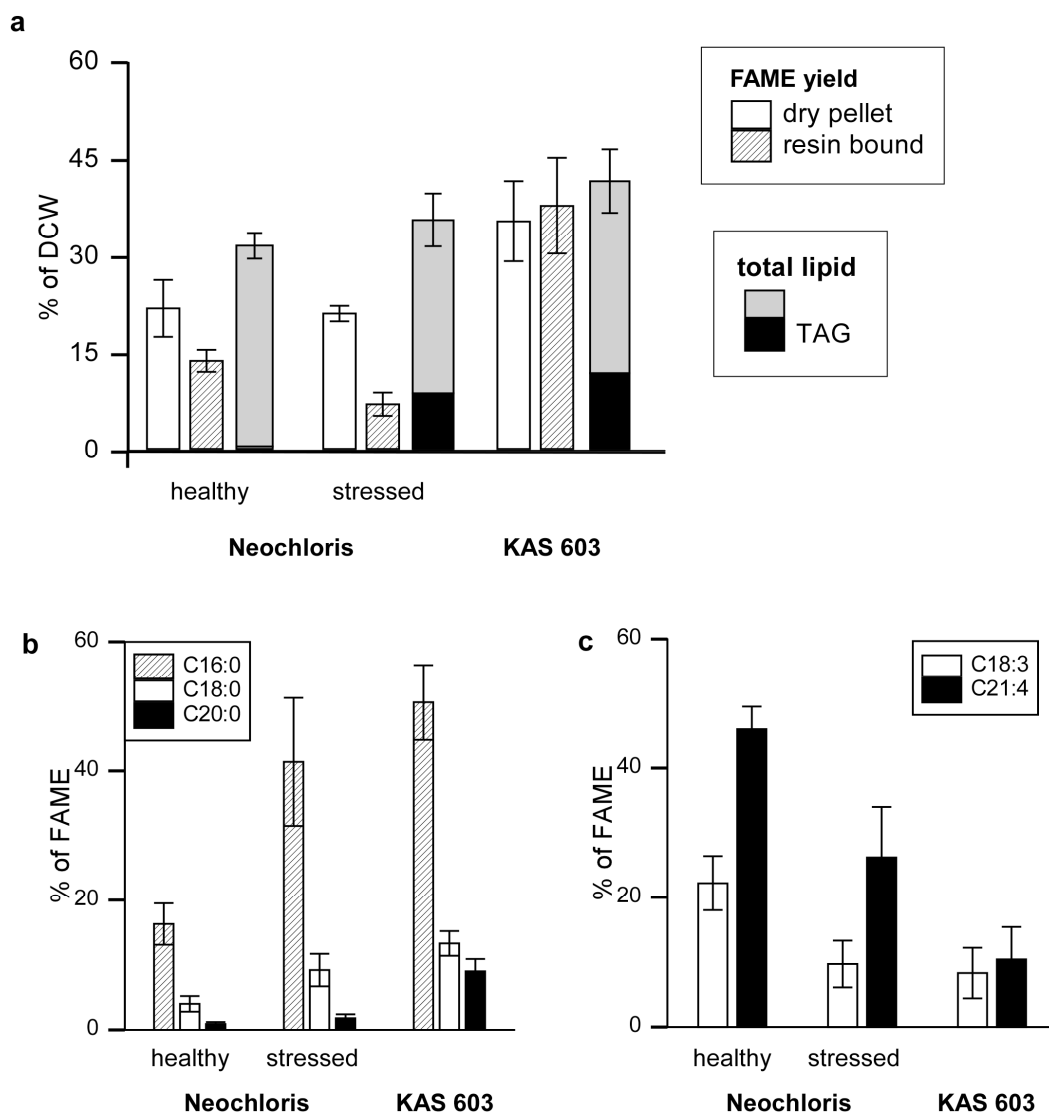 a
60
45
30
15
0
% of DCW
healthy
stressed
Neochloris
KAS 603
FAME yield
dry pellet
resin bound
total lipid
TAG
b
60
40
20
0
% of FAME
C16:0
C18:0
C20:0
healthy
stressed
Neochloris
KAS 603
c
60
40
20
0
% of FAME
C18:3
C21:4
healthy
stressed
Neochloris
KAS 603